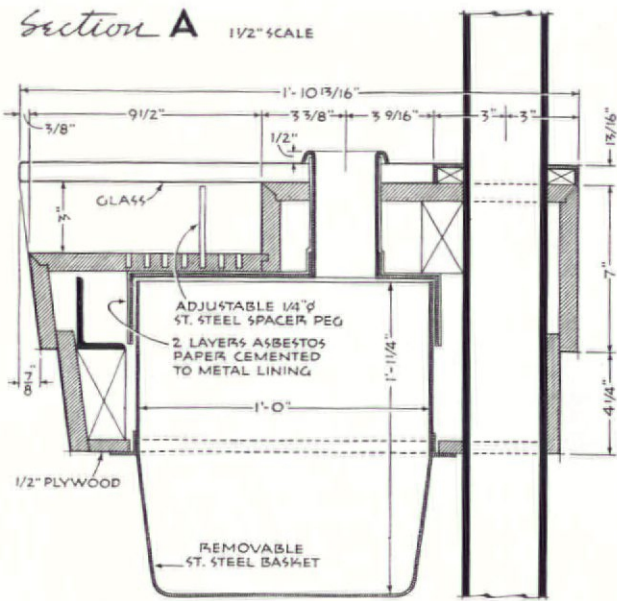 Section A 1 1/2" SCALE
1'-10 13/16"
3/8"
9 1/2"
3 3/8"
3 9/16"
3"
3"
13/16"
1/2"
GLASS
3"
7"
ADJUSTABLE 1/4"φ
ST. STEEL SPACER PEG
2 LAYERS ASBESTOS
PAPER CEMENTED
TO METAL LINING
1'-1 1/4"
7/8"
1'-0"
4 1/4"
1/2" PLYWOOD
REMOVABLE
ST. STEEL BASKET